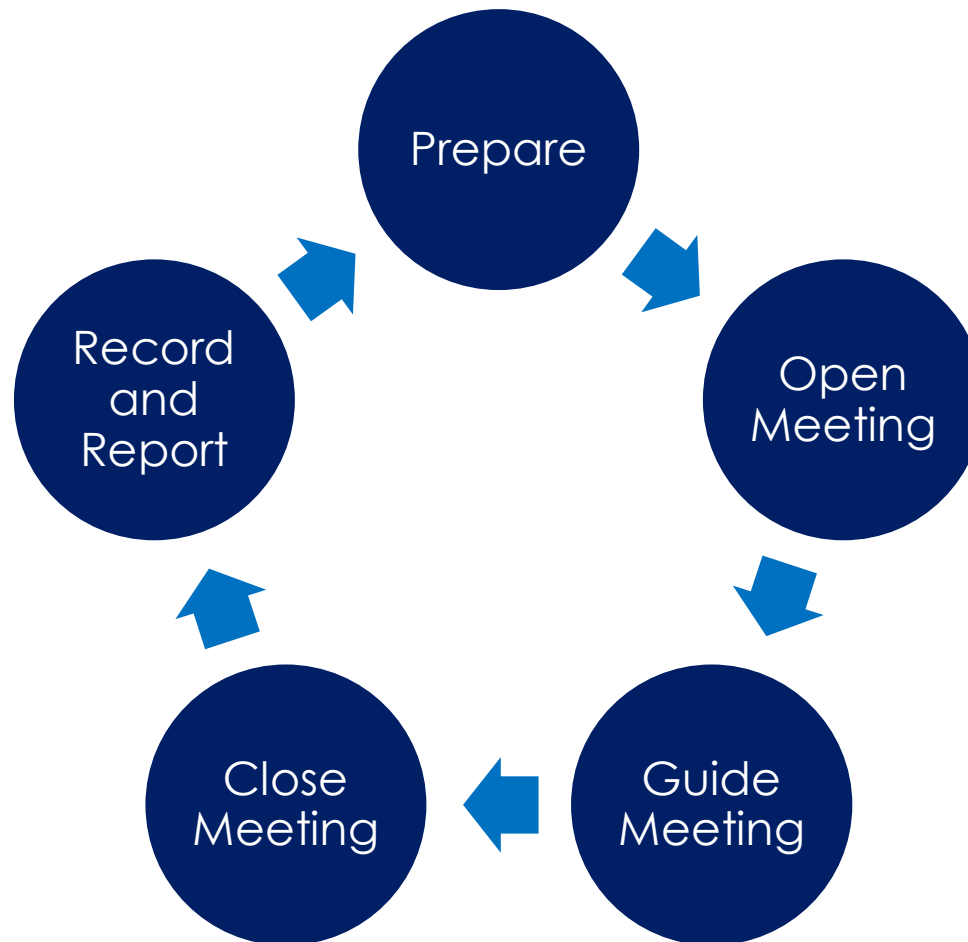 Prepare
Open
Meeting
Guide
Meeting
Close
Meeting
Record
and
Report